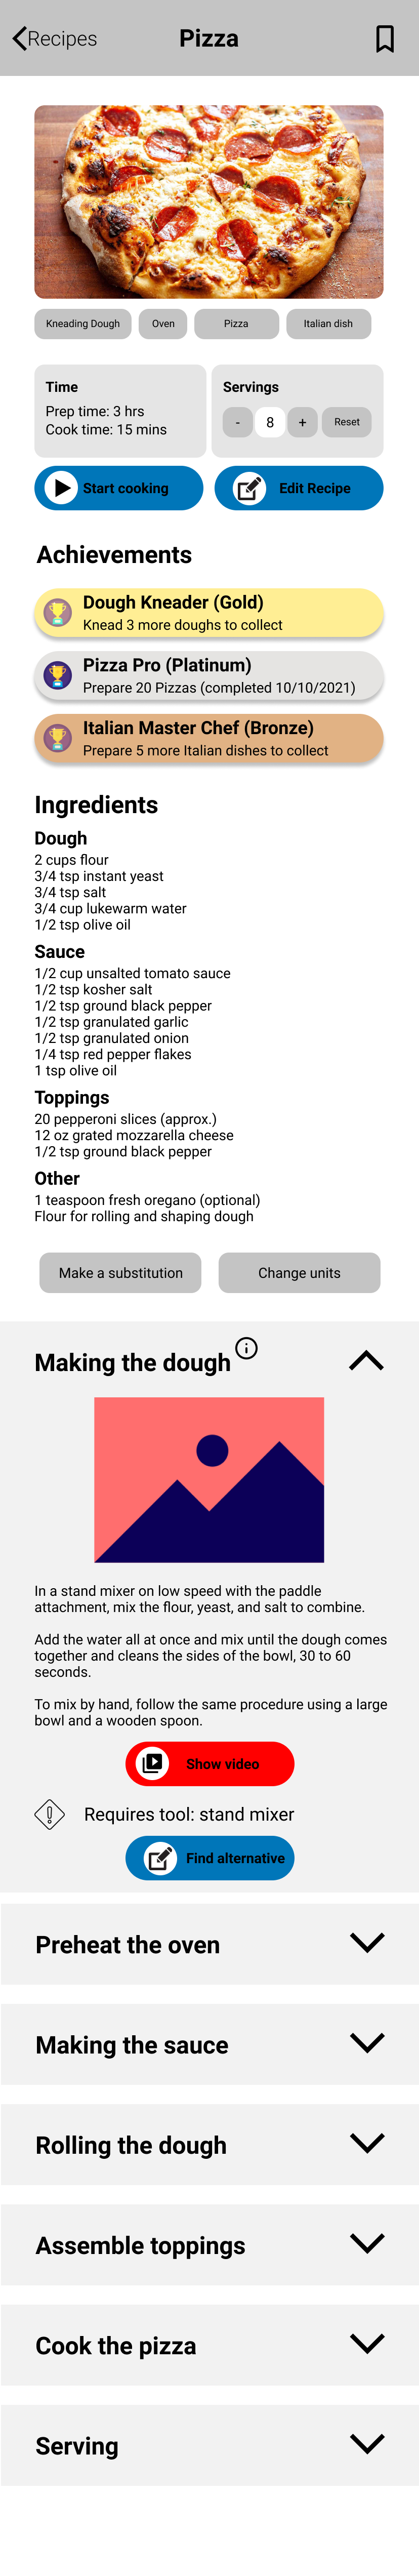 Recipes
Pizza
Kneading Dough
Oven
Pizza
Italian dish
Time
Prep time: 3 hrs
Cook time: 15 mins
Servings
-
8
+
Reset
Start cooking
Edit Recipe
Achievements
Dough Kneader (Gold)
Knead 3 more doughs to collect
Pizza Pro (Platinum)
Prepare 20 Pizzas (completed 10/10/2021)
Italian Master Chef (Bronze)
Prepare 5 more Italian dishes to collect
Ingredients
Dough
2 cups flour
3/4 tsp instant yeast
3/4 tsp salt
3/4 cup lukewarm water
1/2 tsp olive oil
Sauce
1/2 cup unsalted tomato sauce
1/2 tsp kosher salt
1/2 tsp ground black pepper
1/2 tsp granulated garlic
1/2 tsp granulated onion
1/4 tsp red pepper flakes
1 tsp olive oil
Toppings
20 pepperoni slices (approx.)
12 oz grated mozzarella cheese
1/2 tsp ground black pepper
Other
1 teaspoon fresh oregano (optional)
Flour for rolling and shaping dough
Make a substitution
Change units
Making the dough
In a stand mixer on low speed with the paddle
attachment, mix the flour, yeast, and salt to combine.
Add the water all at once and mix until the dough comes
together and cleans the sides of the bowl, 30 to 60
seconds.
To mix by hand, follow the same procedure using a large
bowl and a wooden spoon.
Show video
Requires tool: stand mixer
Find alternative
Preheat the oven
Making the sauce
Rolling the dough
Assemble toppings
Cook the pizza
Serving